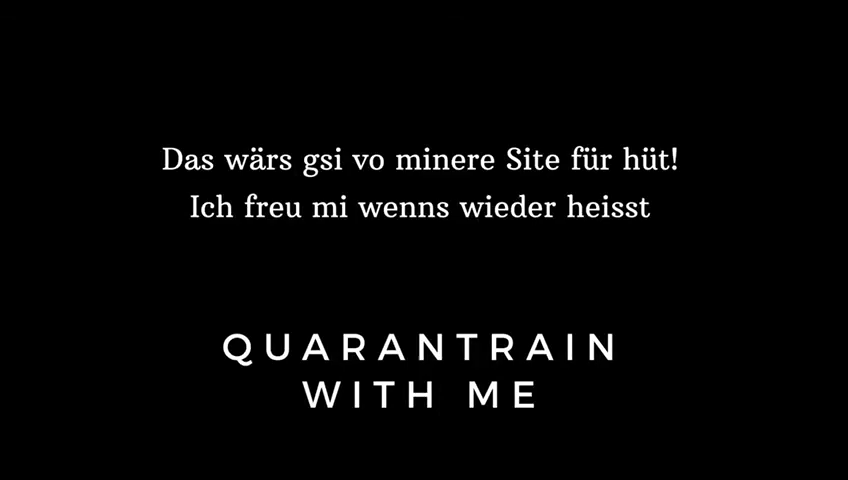 Das wärs gsi vo minere Site für hüt!
Ich freu mi wenns wieder heisst
QUARANTRAIN
WITH ME